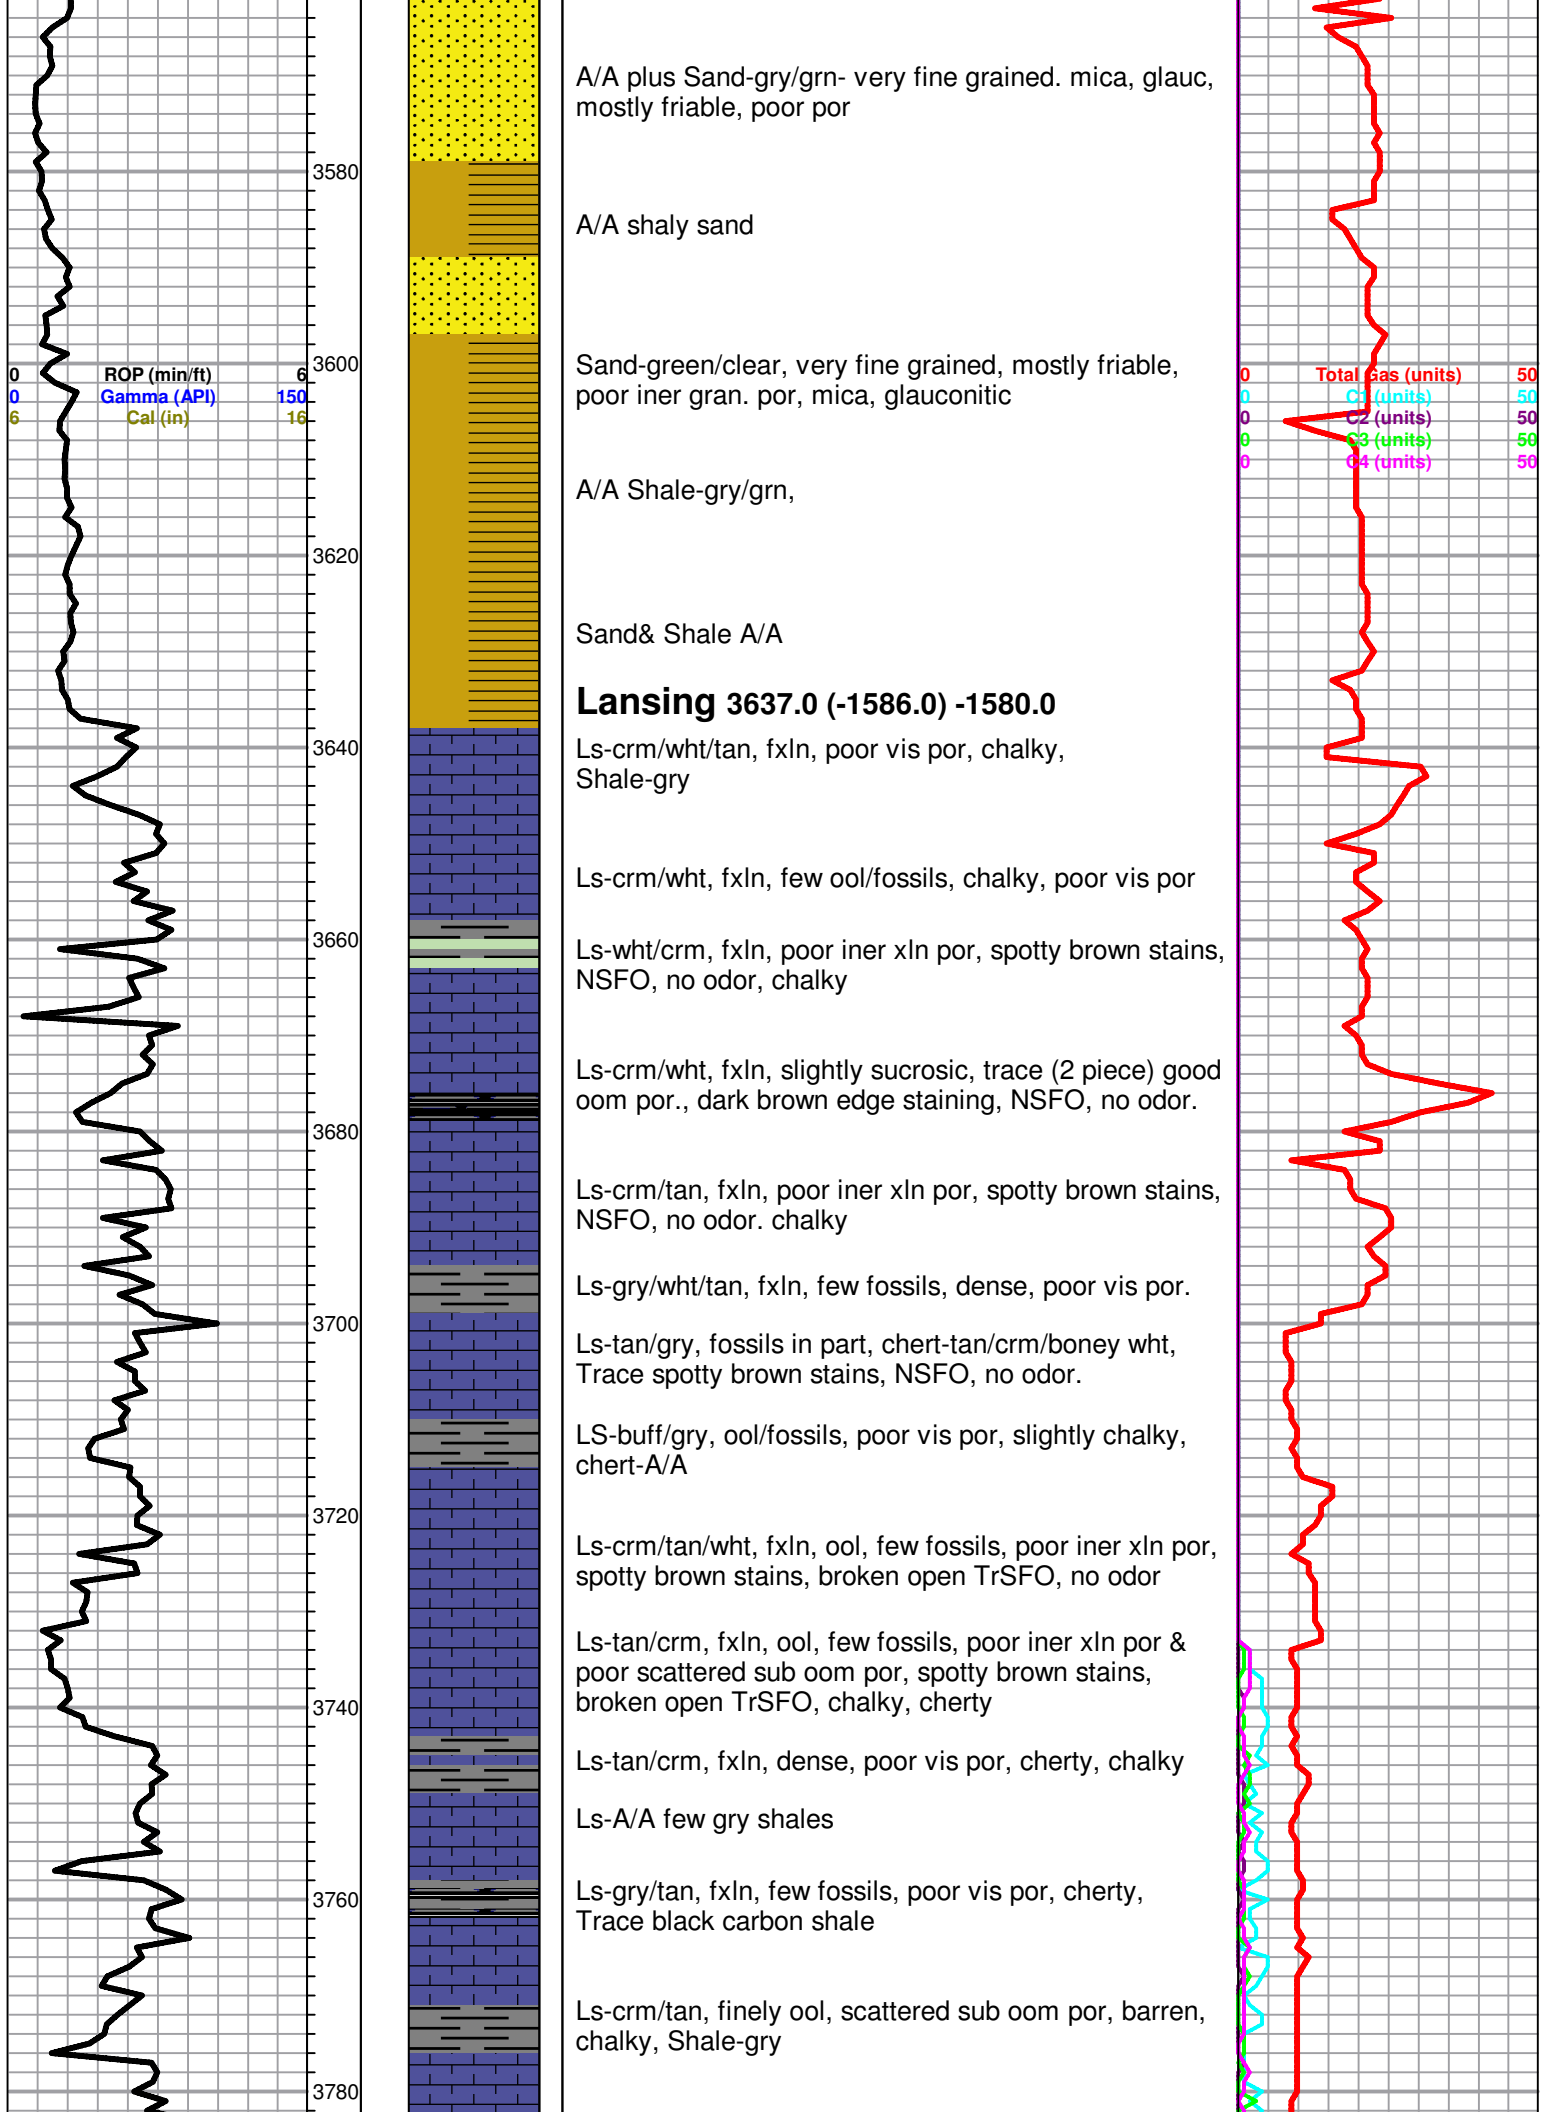 A/A plus Sand-gry/grn- very fine grained. mica, glauc,
mostly friable, poor por
3580
A/A shaly sand
3600
0 ROP (min/ft) 6
0 Gamma (API) 150
6 Cal (in) 16
Sand-green/clear, very fine grained, mostly friable,
poor iner gran. por, mica, glauconitic
0 Total Gas (units) 50
0 C1 (units) 50
0 C2 (units) 50
0 C3 (units) 50
0 C4 (units) 50
A/A Shale-gry/grn,
3620
Sand& Shale A/A
Lansing 3637.0 (-1586.0) -1580.0
3640
Ls-crm/wht/tan, fxln, poor vis por, chalky,
Shale-gry
Ls-crm/wht, fxln, few ool/fossils, chalky, poor vis por
3660
Ls-wht/crm, fxln, poor iner xln por, spotty brown stains,
NSFO, no odor, chalky
Ls-crm/wht, fxln, slightly sucrosic, trace (2 piece) good
oom por., dark brown edge staining, NSFO, no odor.
3680
Ls-crm/tan, fxln, poor iner xln por, spotty brown stains,
NSFO, no odor. chalky
Ls-gry/wht/tan, fxln, few fossils, dense, poor vis por.
3700
Ls-tan/gry, fossils in part, chert-tan/crm/boney wht,
Trace spotty brown stains, NSFO, no odor.
LS-buff/gry, ool/fossils, poor vis por, slightly chalky,
chert-A/A
3720
Ls-crm/tan/wht, fxln, ool, few fossils, poor iner xln por,
spotty brown stains, broken open TrSFO, no odor
Ls-tan/crm, fxln, ool, few fossils, poor iner xln por &
poor scattered sub oom por, spotty brown stains,
broken open TrSFO, chalky, cherty
3740
Ls-tan/crm, fxln, dense, poor vis por, cherty, chalky
Ls-A/A few gry shales
3760
Ls-gry/tan, fxln, few fossils, poor vis por, cherty,
Trace black carbon shale
Ls-crm/tan, finely ool, scattered sub oom por, barren,
chalky, Shale-gry
3780